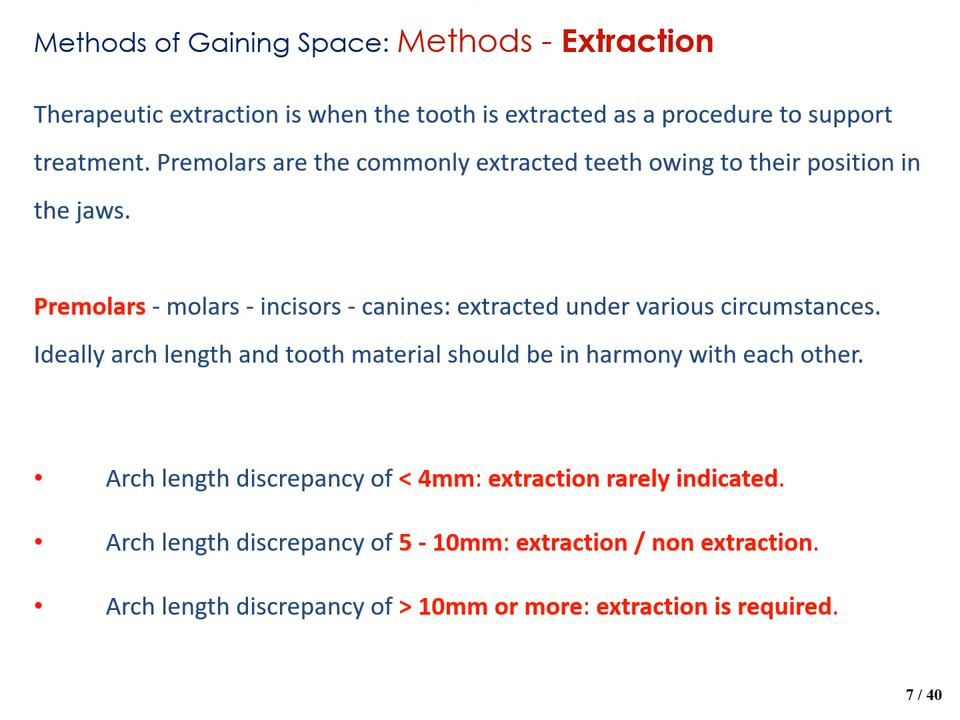 Methods of Gaining Space: Methods - Extraction
Therapeutic extraction is when the tooth is extracted as a procedure to support
treatment. Premolars are the commonly extracted teeth owing to their position in
the jaws.
Premolars - molars - incisors - canines: extracted under various circumstances.
Ideally arch length and tooth material should be in harmony with each other.
• Arch length discrepancy of < 4mm: extraction rarely indicated.
• Arch length discrepancy of 5 - 10mm: extraction / non extraction.
• Arch length discrepancy of > 10mm or more: extraction is required.
7 / 40